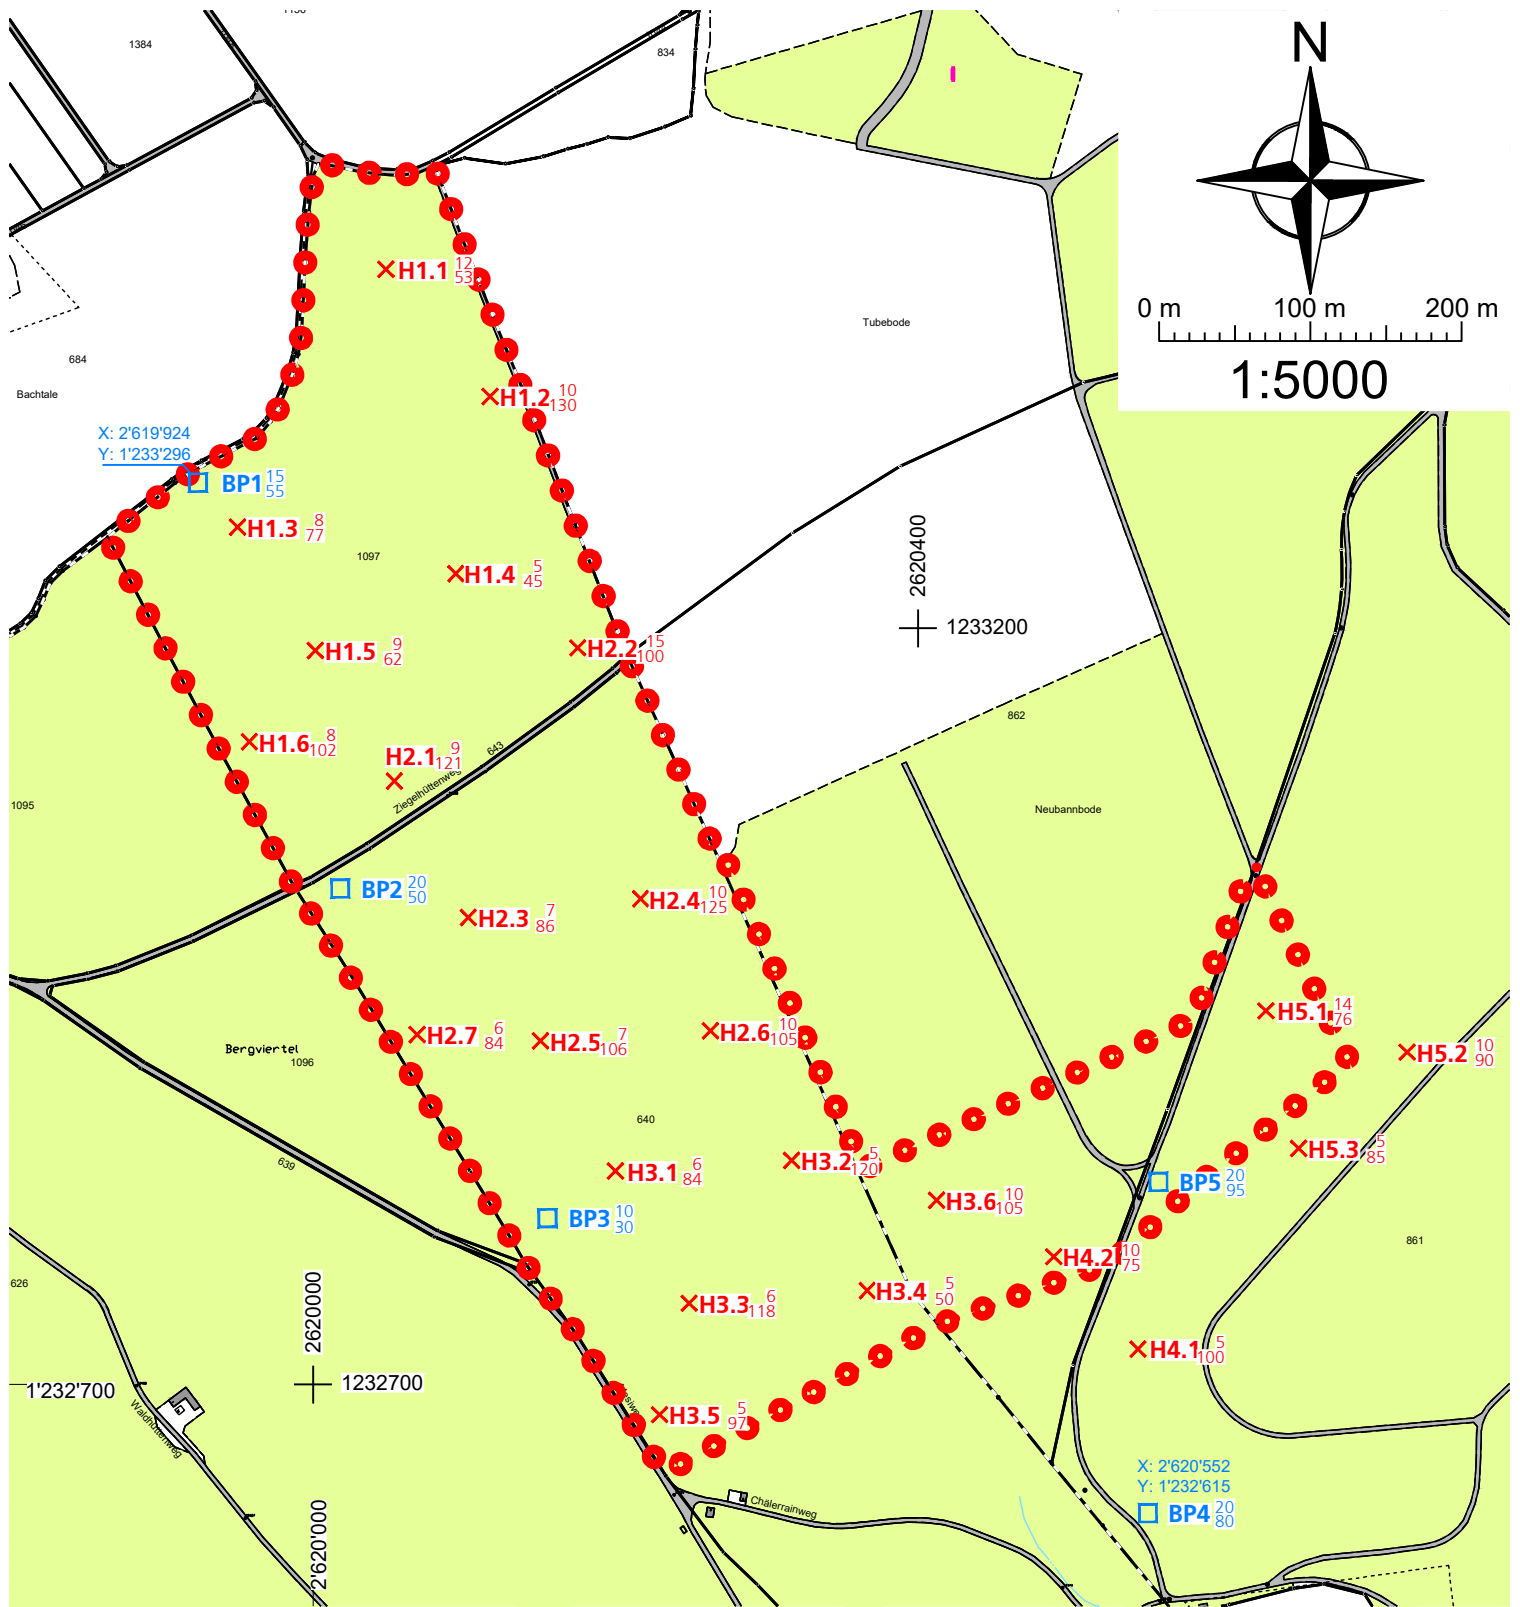 1384
834
N
0 m 100 m 200 m
1:5000
H1.1 12 53
Tubebode
684
Bachtale
H1.2 10 130
X: 2'619'924
Y: 1'233'296
BP1 15 55
H1.3 8 77
1097
H1.4 5 45
2620400
1233200
H1.5 9 62
H2.2 15 100
862
H1.6 8 102
H2.1 9 121
643
Ziegelhüttenweg
1095
Neubannbode
BP2 20 50
H2.3 7 86
H2.4 10 125
H5.1 14 76
H2.7 6 84
H2.5 7 106
H2.6 10 105
H5.2 10 90
Bergviertel
1096
640
639
H3.1 6 84
H3.2 5 120
H5.3 5 85
BP5 20 95
H3.6 10 105
BP3 10 30
861
H4.2 10 75
626
2620000
H3.3 6 118
H3.4 5 50
H4.1 5 100
1'232'700
1232700
Waldhüttenweg
H3.5 5 97
X: 2'620'552
Y: 1'232'615
BP4 20 80
Chälerrainweg
2'620'000